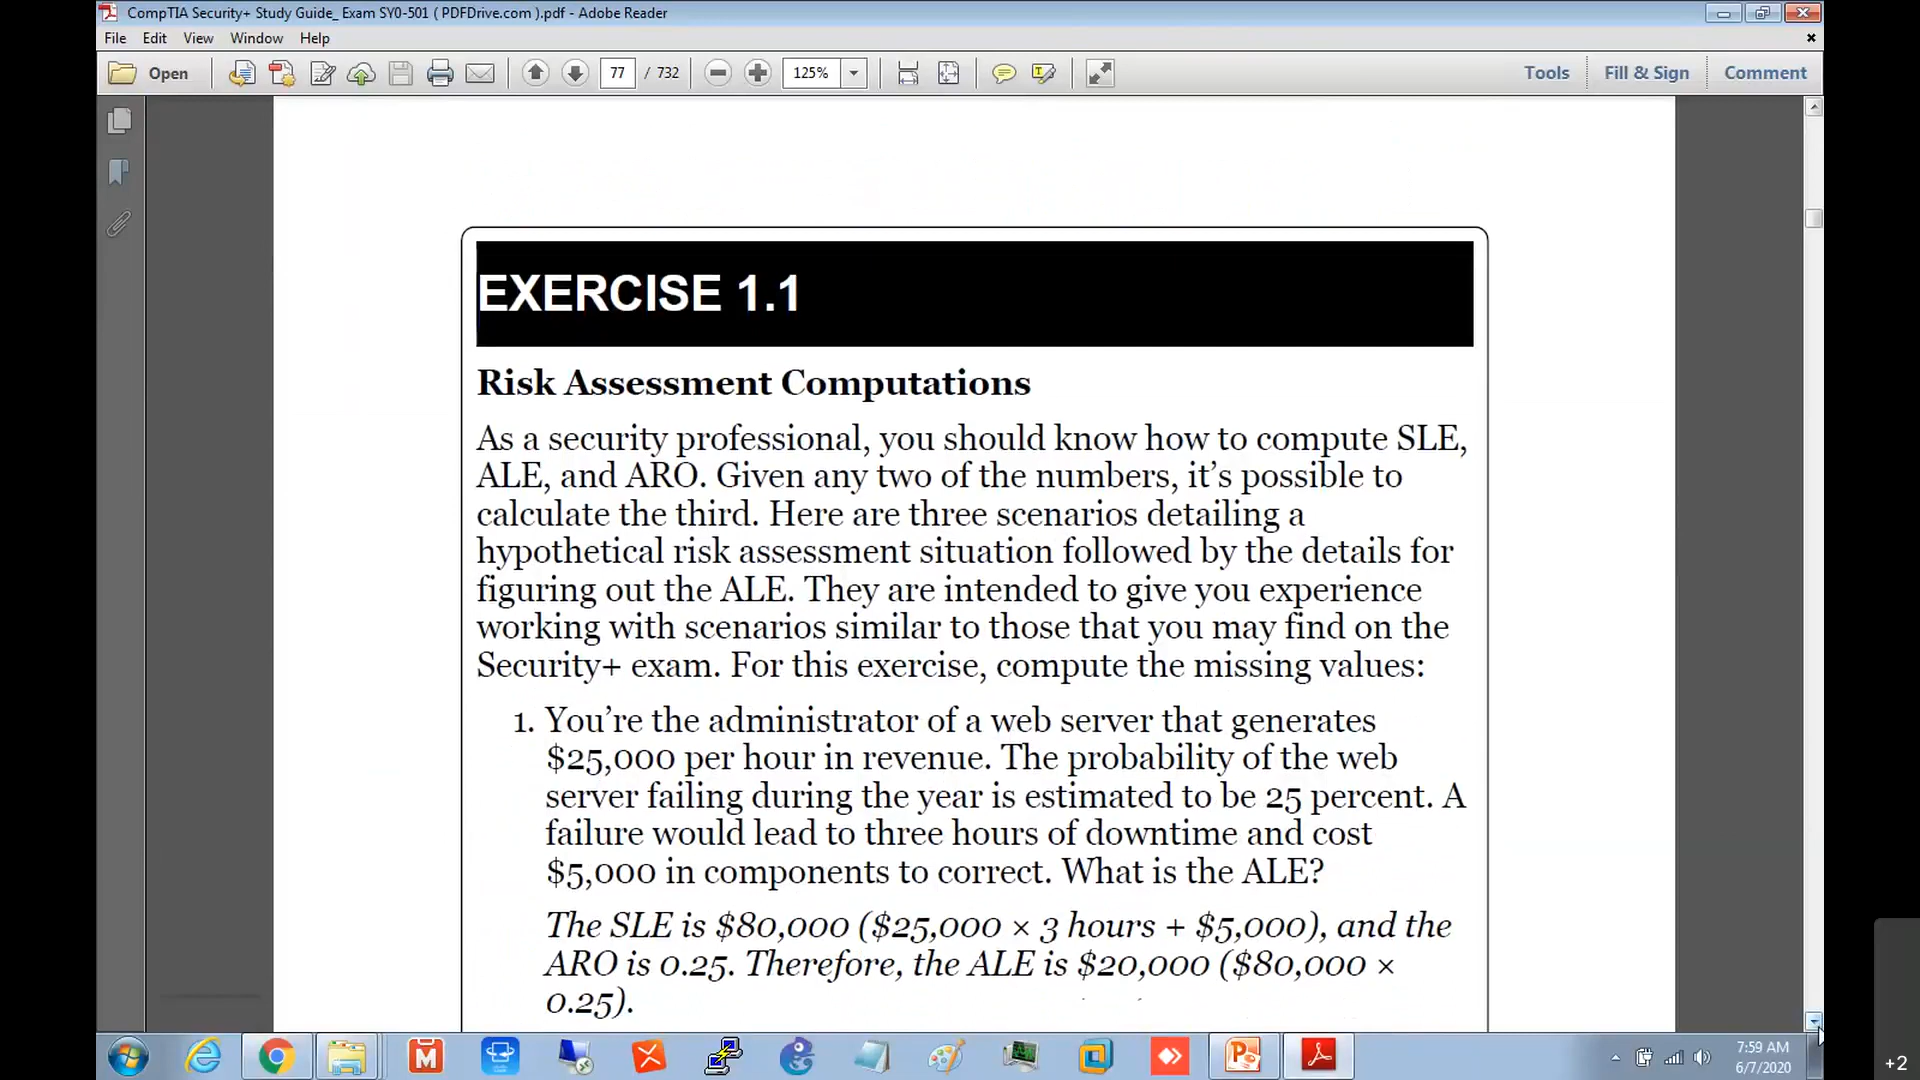 CompTIA Security+ Study Guide_ Exam SY0-501 ( PDFDrive.com ).pdf - Adobe Reader
File Edit View Window Help
Open 77 / 732 125% Tools Fill & Sign Comment
EXERCISE 1.1
Risk Assessment Computations
As a security professional, you should know how to compute SLE,
ALE, and ARO. Given any two of the numbers, it’s possible to
calculate the third. Here are three scenarios detailing a
hypothetical risk assessment situation followed by the details for
figuring out the ALE. They are intended to give you experience
working with scenarios similar to those that you may find on the
Security+ exam. For this exercise, compute the missing values:
1. You’re the administrator of a web server that generates
$25,000 per hour in revenue. The probability of the web
server failing during the year is estimated to be 25 percent. A
failure would lead to three hours of downtime and cost
$5,000 in components to correct. What is the ALE?
The SLE is $80,000 ($25,000 × 3 hours + $5,000), and the
ARO is 0.25. Therefore, the ALE is $20,000 ($80,000 ×
0.25).
7:59 AM
6/7/2020
+2